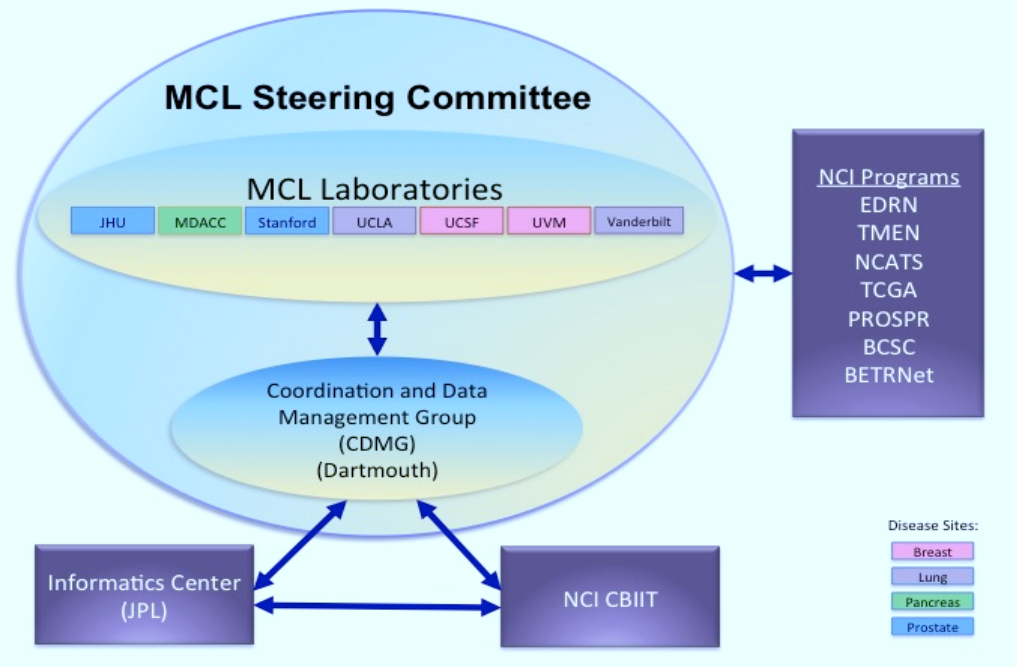 MCL Steering Committee
MCL Laboratories
JHU
MDACC
Stanford
UCLA
UCSF
UVM
Vanderbilt
Coordination and Data
Management Group
(CDMG)
(Dartmouth)
NCI Programs
EDRN
TMEN
NCATS
TCGA
PROSPR
BCSC
BETRNet
Informatics Center
(JPL)
NCI CBIIT
Disease Sites:
Breast
Lung
Pancreas
Prostate